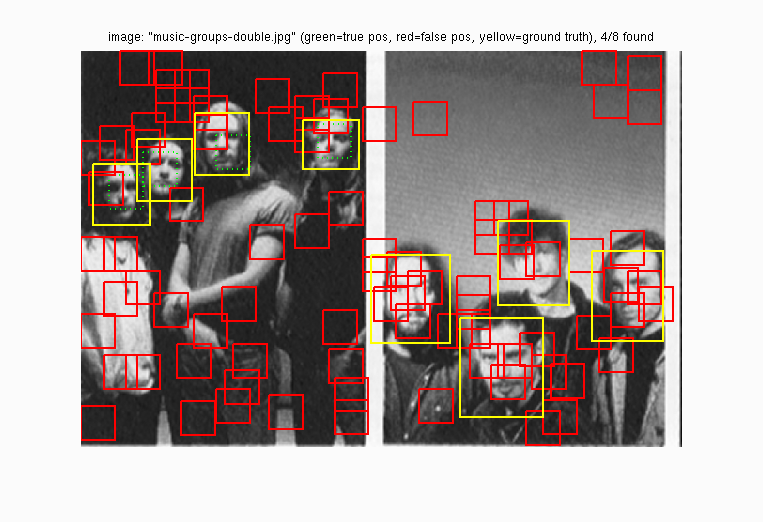 image: "music-groups-double.jpg" (green=true pos, red=false pos, yellow=ground truth), 4/8 found